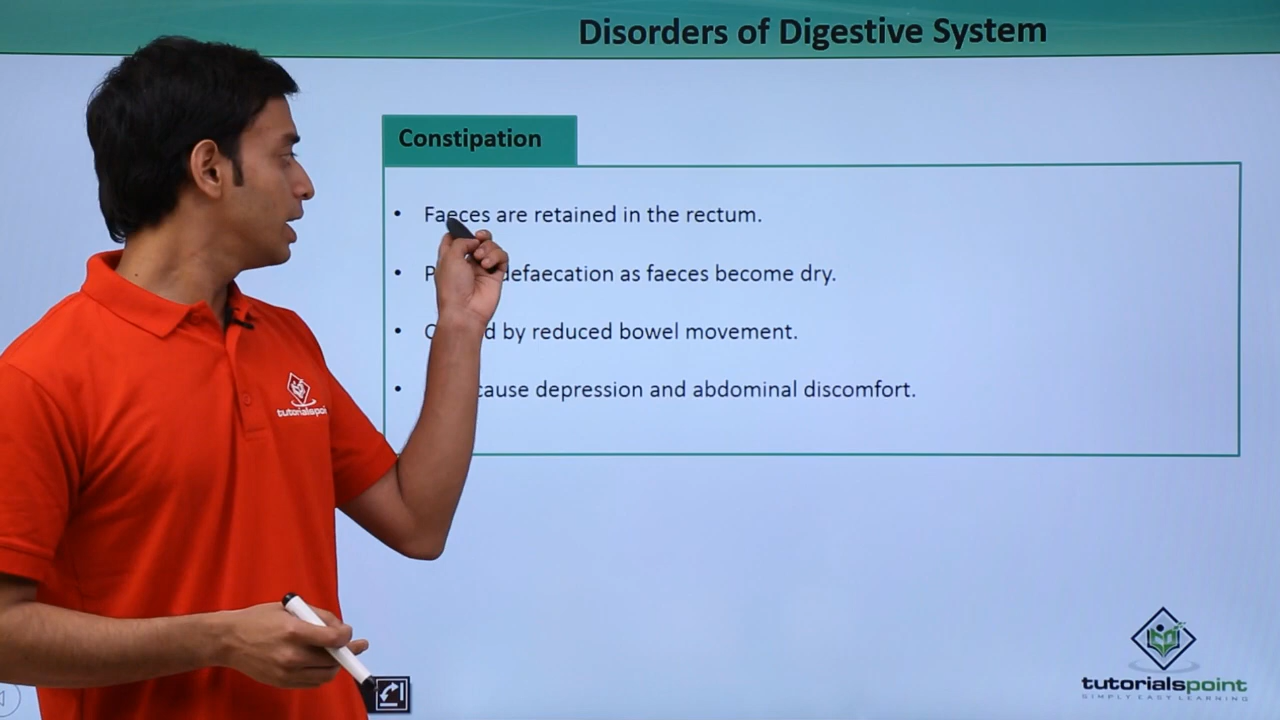 Disorders of Digestive System
Constipation
• Faeces are retained in the rectum.
• defaecation as faeces become dry.
• by reduced bowel movement.
• cause depression and abdominal discomfort.
tutorialspoint
tutorialspoint
SIMPLY EASY LEARNING